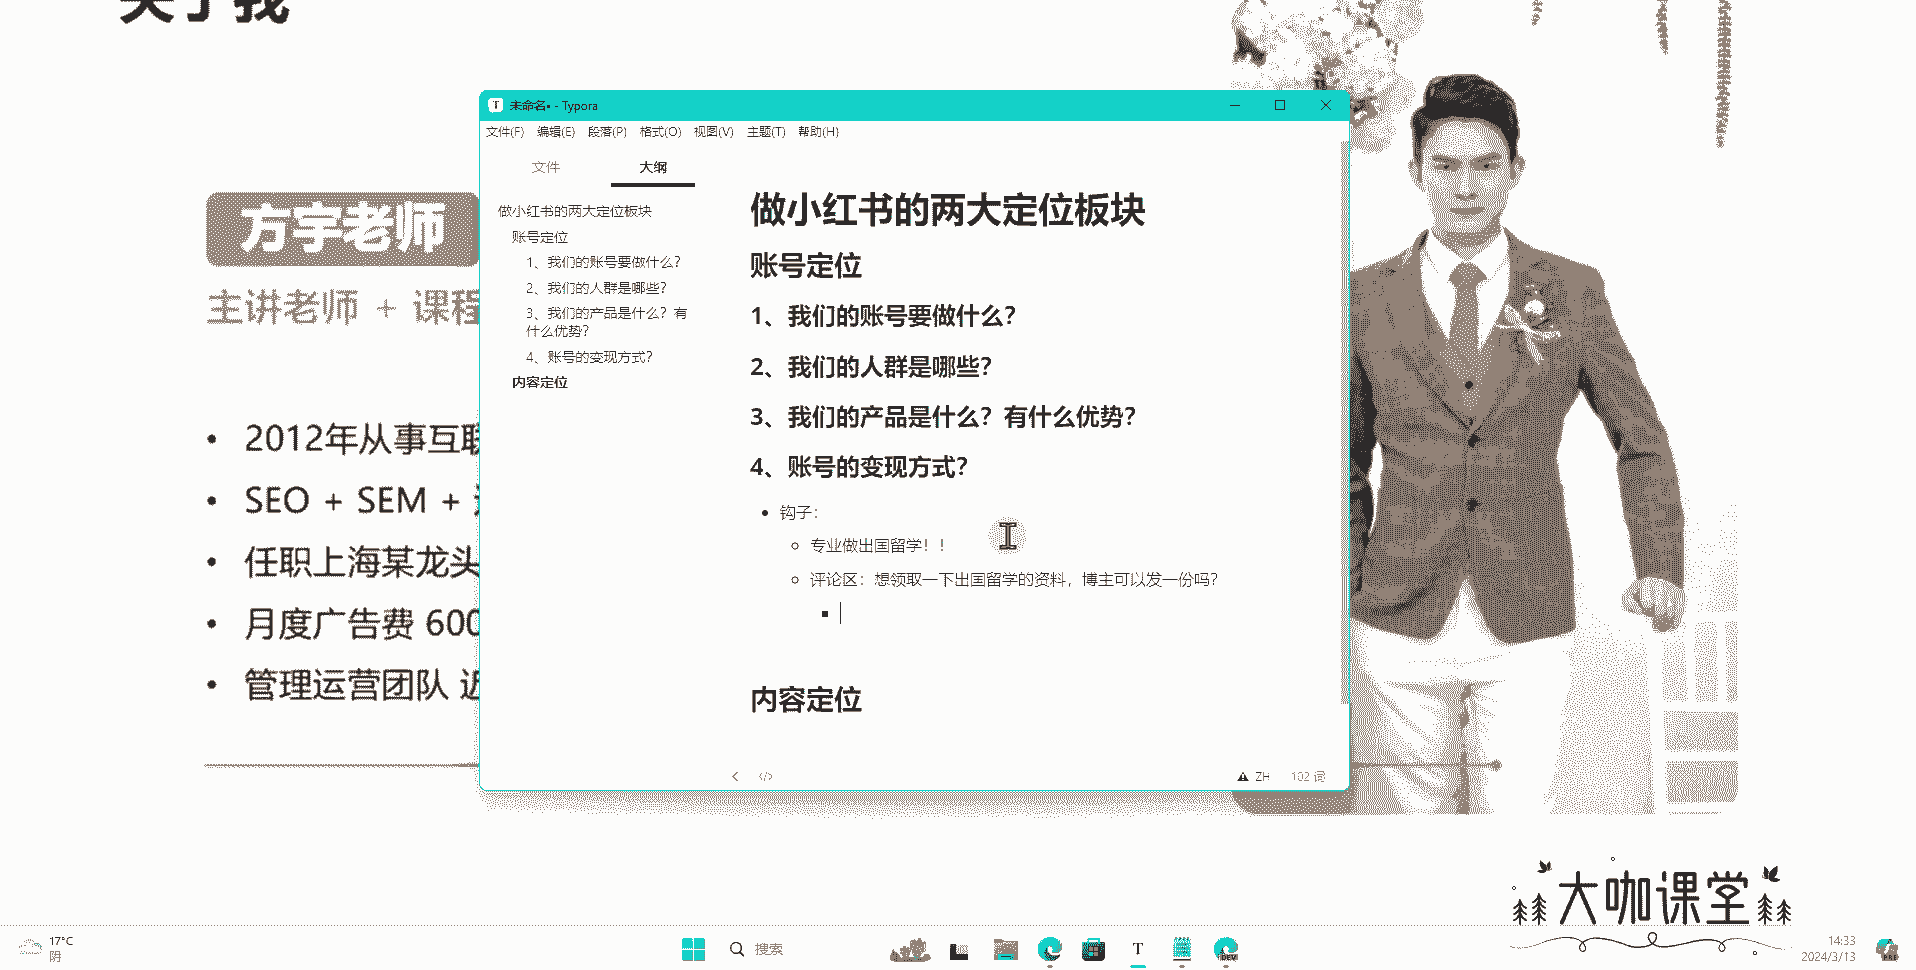 关于我
方宇老师
主讲老师 + 课程
• 2012年从事互联
• SEO + SEM +
• 任职上海某龙头
• 月度广告费 600
• 管理运营团队 近
未命名• - Typora
文件(F) 编辑(E) 段落(P) 格式(O) 视图(V) 主题(T) 帮助(H)
文件 大纲
做小红书的两大定位板块
账号定位
1、我们的账号要做什么？
2、我们的人群是哪些？
3、我们的产品是什么？有
什么优势？
4、账号的变现方式？
内容定位
做小红书的两大定位板块
账号定位
1、我们的账号要做什么？
2、我们的人群是哪些？
3、我们的产品是什么？有什么优势？
4、账号的变现方式？
• 钩子：
专业做出国留学！！
评论区：想领取一下出国留学的资料，博主可以发一份吗？
内容定位
ZH 102 词
大咖课堂
17°C
阴
搜索
T
DEV
14:33
2024/3/13
PRE